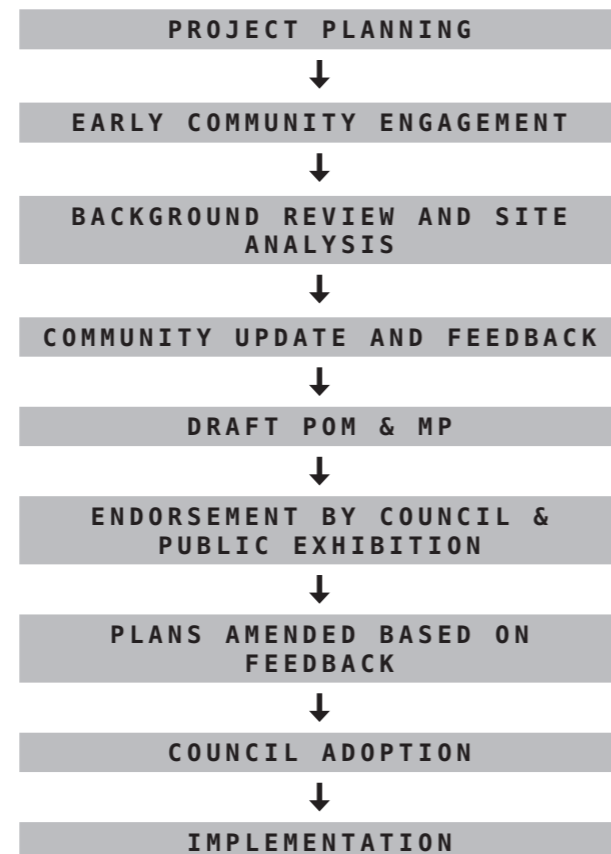 PROJECT PLANNING
EARLY COMMUNITY ENGAGEMENT
BACKGROUND REVIEW AND SITE
ANALYSIS
COMMUNITY UPDATE AND FEEDBACK
DRAFT POM & MP
ENDORSEMENT BY COUNCIL &
PUBLIC EXHIBITION
PLANS AMENDED BASED ON
FEEDBACK
COUNCIL ADOPTION
IMPLEMENTATION